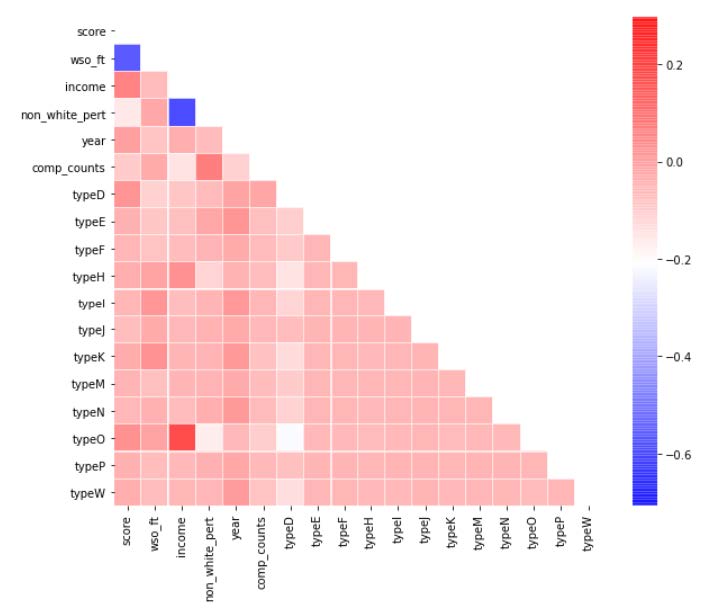 score
wso_ft
income
non_white_pert
year
comp_counts
typeD
typeE
typeF
typeH
typeI
typeJ
typeK
typeM
typeN
typeO
typeP
typeW
score
wso_ft
income
non_white_pert
year
comp_counts
typeD
typeE
typeF
typeH
typeI
typeJ
typeK
typeM
typeN
typeO
typeP
typeW
0.2
0.0
−0.2
−0.4
−0.6